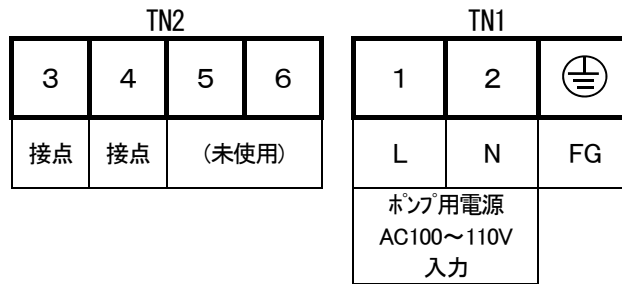 TN2 TN1
3 4 5 6 1 2
接点 接点 (未使用) L N FG
ﾎﾟﾝﾌﾟ用電源
AC100～110V
入力